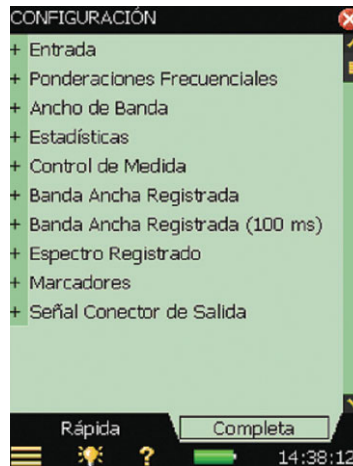 CONFIGURACIÓN
+ Entrada
+ Ponderaciones Frecuenciales
+ Ancho de Banda
+ Estadísticas
+ Control de Medida
+ Banda Ancha Registrada
+ Banda Ancha Registrada (100 ms)
+ Espectro Registrado
+ Marcadores
+ Señal Conector de Salida
Rápida Completa
? 14:38:12